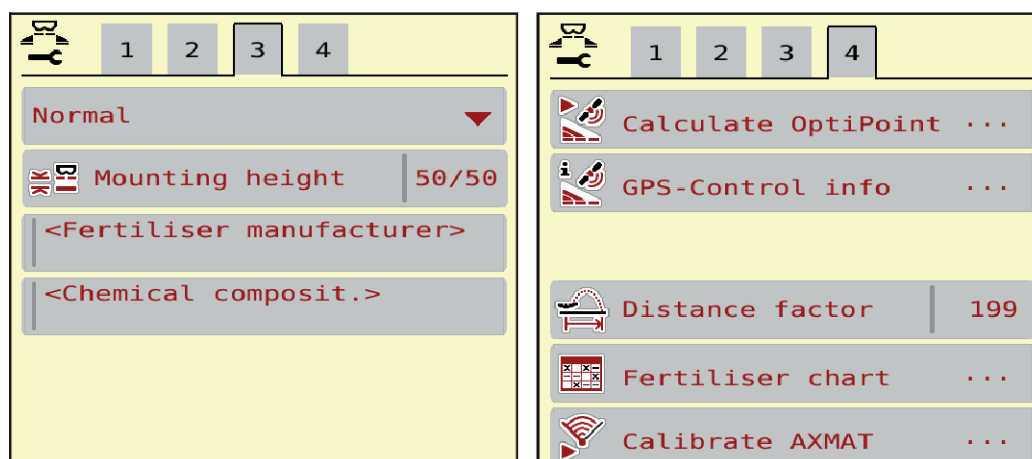 1 2 3 4
Normal
Mounting height 50/50
<Fertiliser manufacturer>
<Chemical composit.>
1 2 3 4
Calculate OptiPoint ...
GPS-Control info ...
Distance factor 199
Fertiliser chart ...
Calibrate AXMAT ...